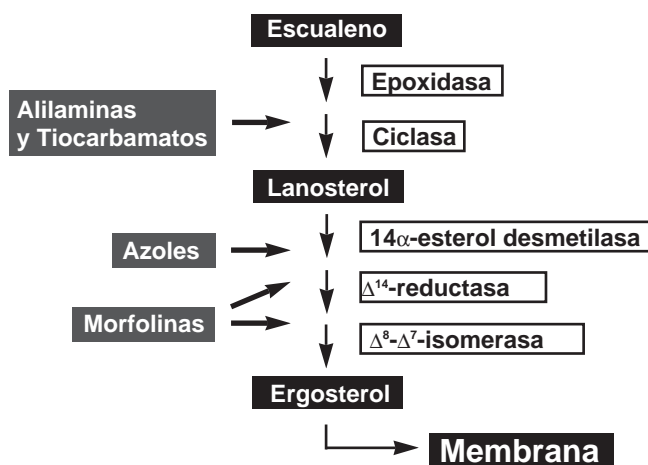 Escualeno
Epoxidasa
Alilaminas
y Tiocarbamatos
Ciclasa
Lanosterol
14α-esterol desmetilasa
Azoles
Δ¹⁴-reductasa
Morfolinas
Δ⁸-Δ⁷-isomerasa
Ergosterol
Membrana